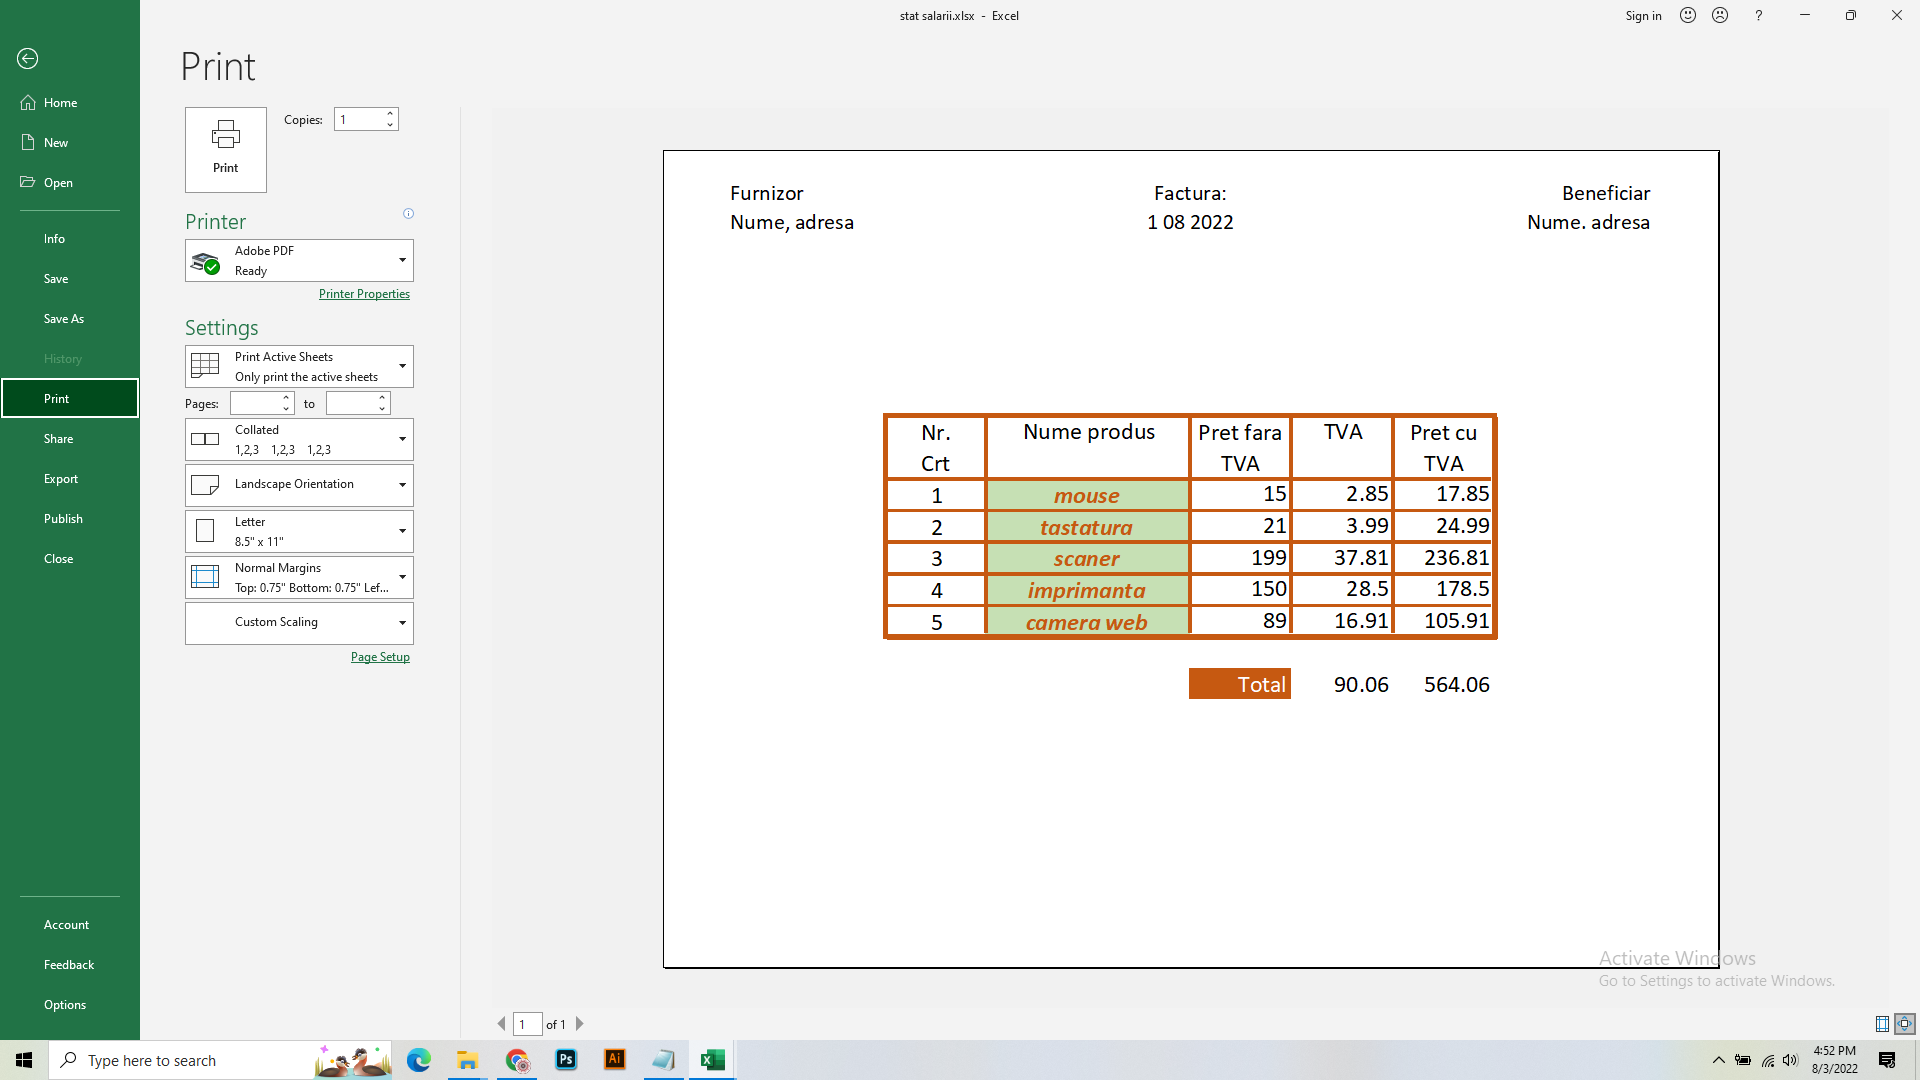 stat salarii.xlsx - Excel
Sign in
?
Print
Home
New
Open
Info
Save
Save As
History
Print
Share
Export
Publish
Close
Account
Feedback
Options
Print
Copies: 1
Printer
Adobe PDF
Ready
Printer Properties
Settings
Print Active Sheets
Only print the active sheets
Pages: to
Collated
1,2,3 1,2,3 1,2,3
Landscape Orientation
Letter
8.5" x 11"
Normal Margins
Top: 0.75" Bottom: 0.75" Lef...
Custom Scaling
Page Setup
Furnizor Factura: Beneficiar
Nume, adresa 1 08 2022 Nume. adresa
Nr. Nume produs Pret fara TVA Pret cu
Crt TVA TVA
1 mouse 15 2.85 17.85
2 tastatura 21 3.99 24.99
3 scaner 199 37.81 236.81
4 imprimanta 150 28.5 178.5
5 camera web 89 16.91 105.91
Total 90.06 564.06
Activate Windows
Go to Settings to activate Windows.
1 of 1
Type here to search
Ps
Ai
X
4:52 PM
8/3/2022